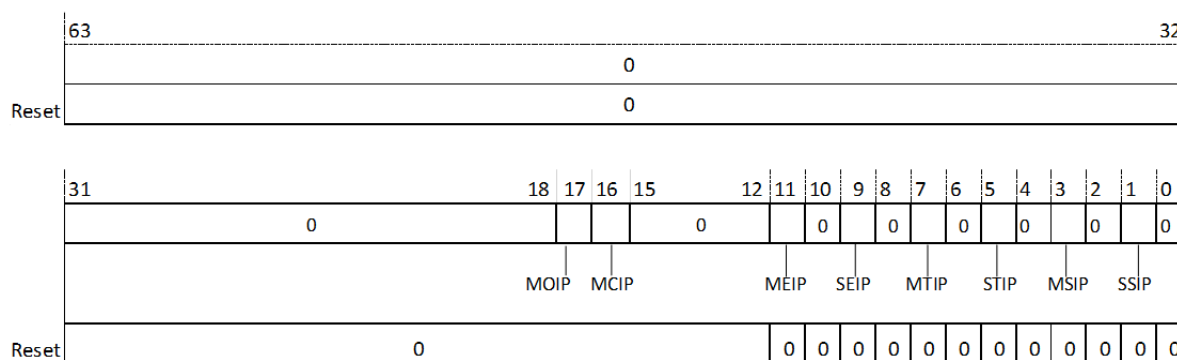 63 32
0
Reset 0
31 18 17 16 15 12 11 10 9 8 7 6 5 4 3 2 1 0
0 0 0 0 0 0 0 0
MOIP MCIP MEIP SEIP MTIP STIP MSIP SSIP
Reset 0 0 0 0 0 0 0 0 0 0 0 0 0